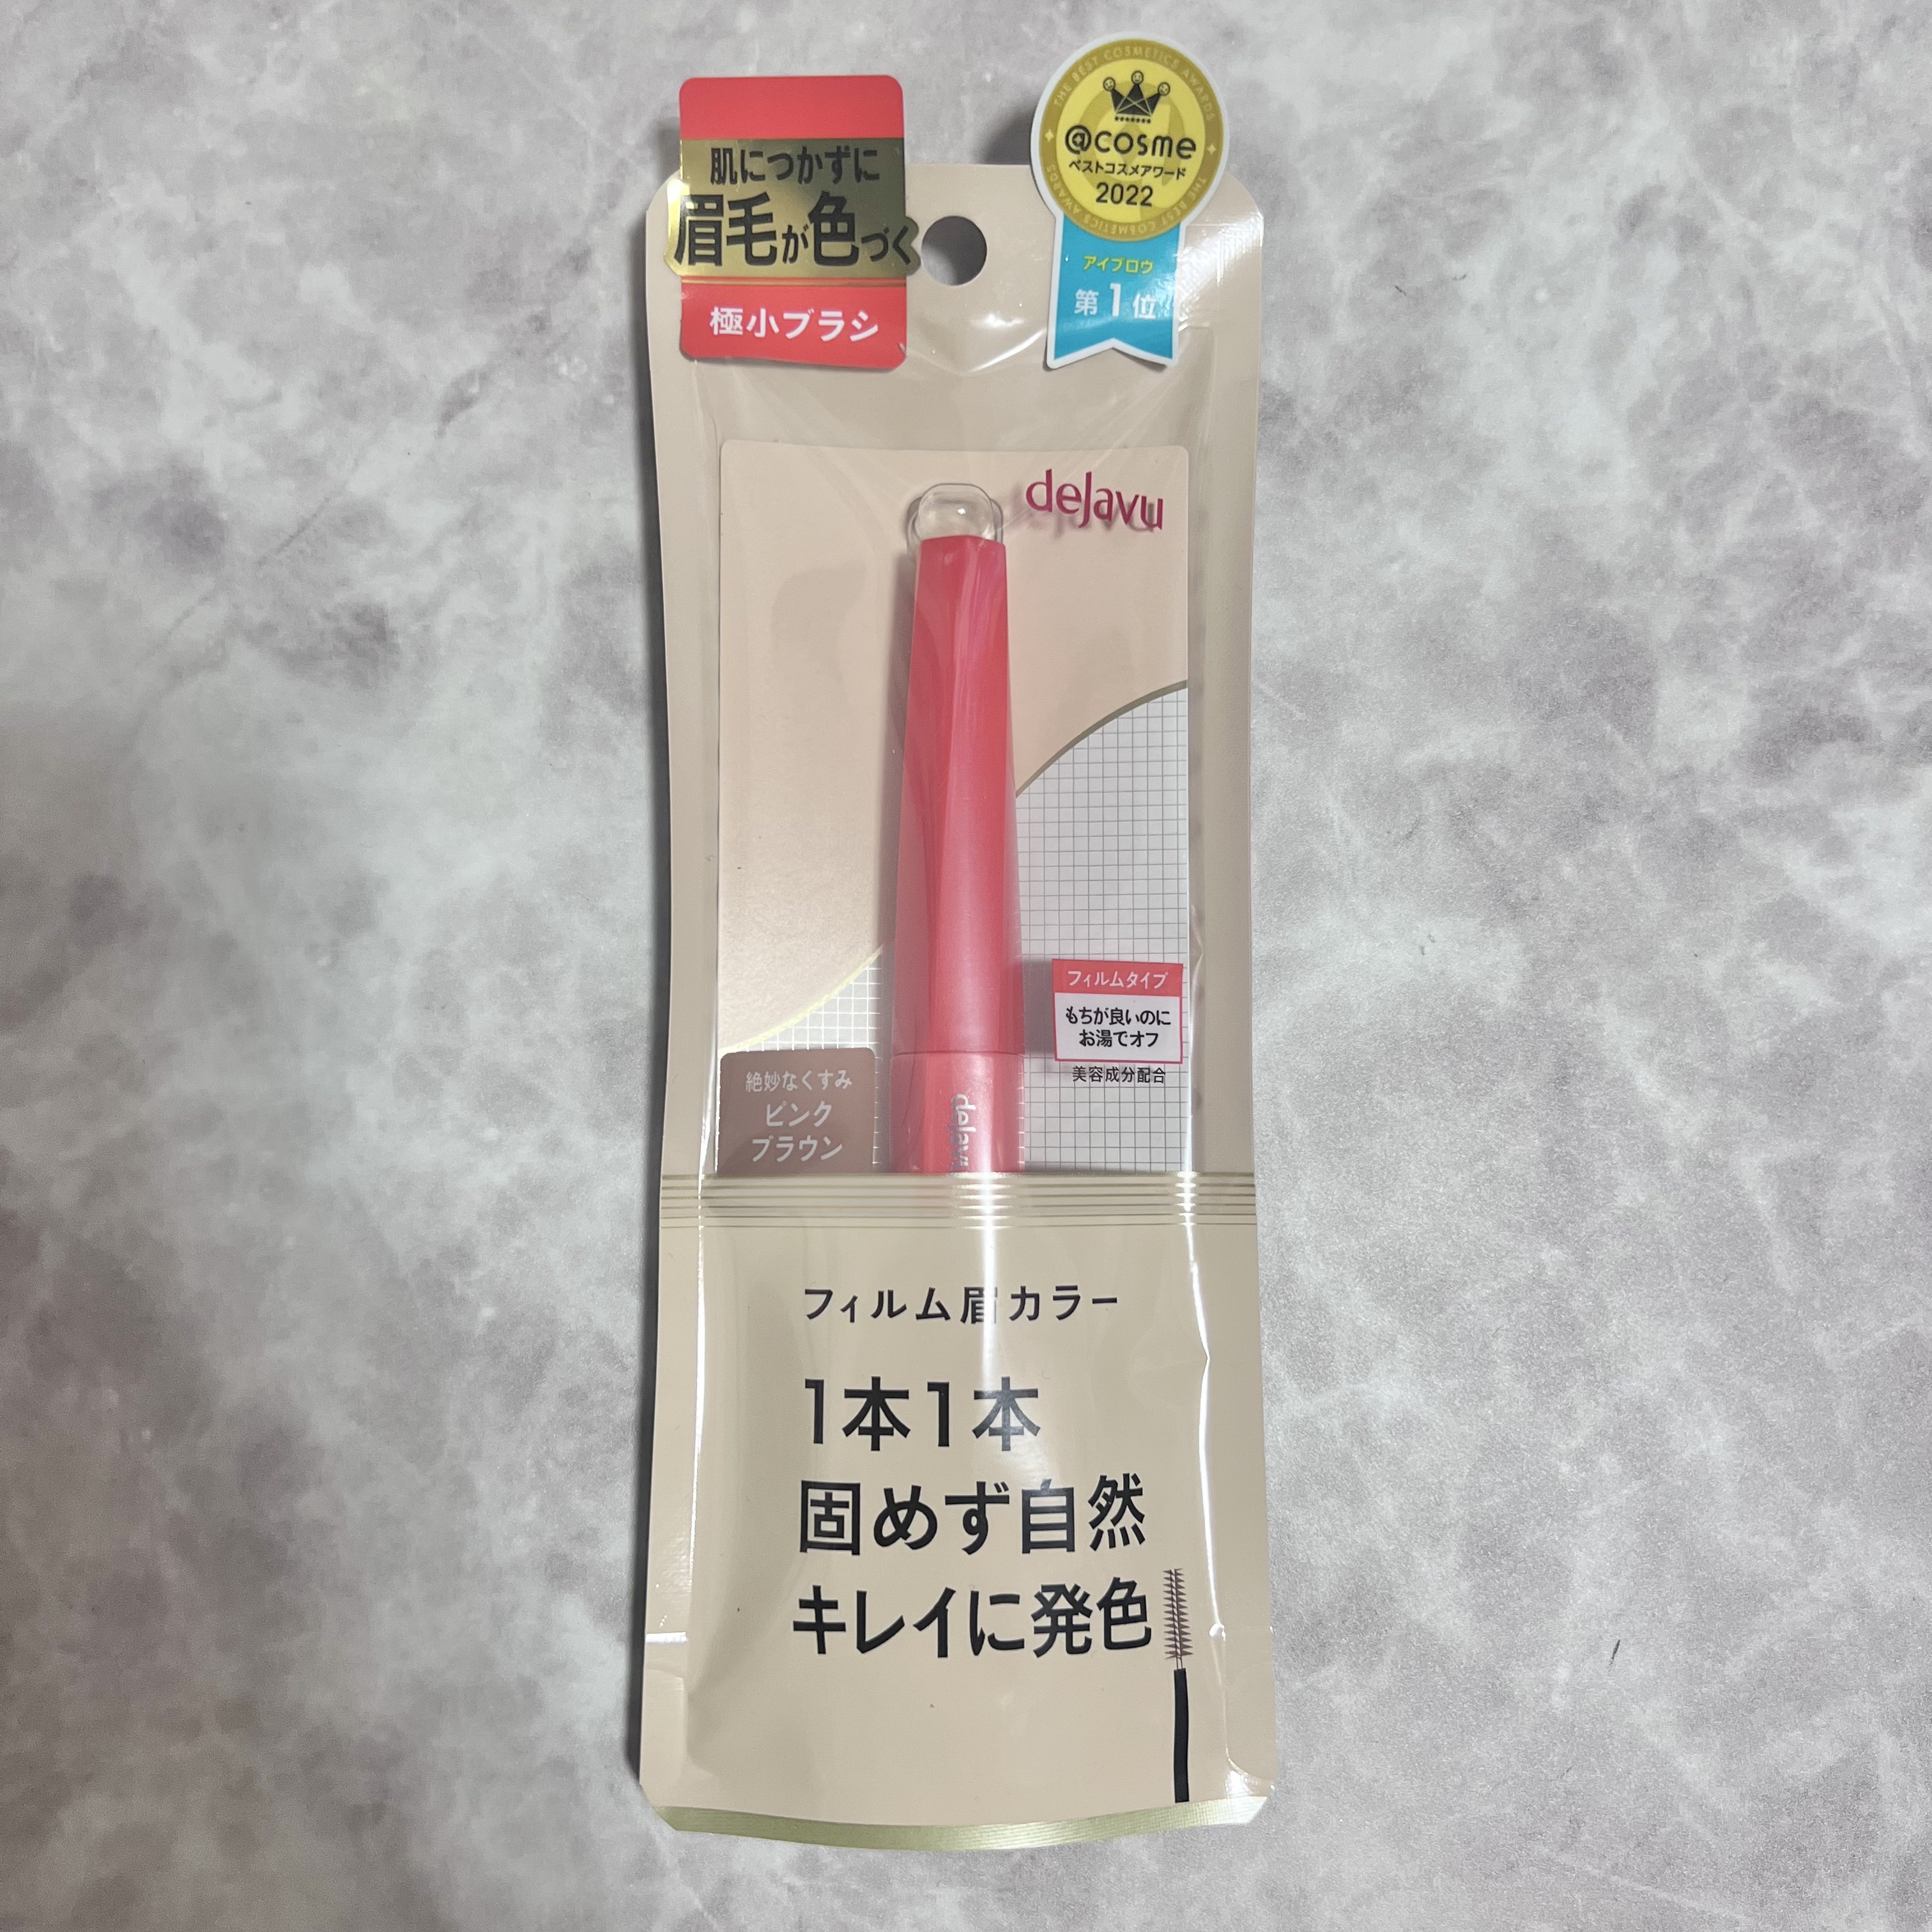 肌につかずに
眉毛が色づく
極小ブラシ
THE BEST COSMETICS AWARDS
@cosme
ベストコスメアワード
2022
THE BEST COSMETICS AWARDS
アイブロウ
第1位
dejavu
フィルムタイプ
もちが良いのに
お湯でオフ
美容成分配合
絶妙なくすみ
ピンク
ブラウン
dejavu
フィルム眉カラー
1本1本
固めず自然
キレイに発色